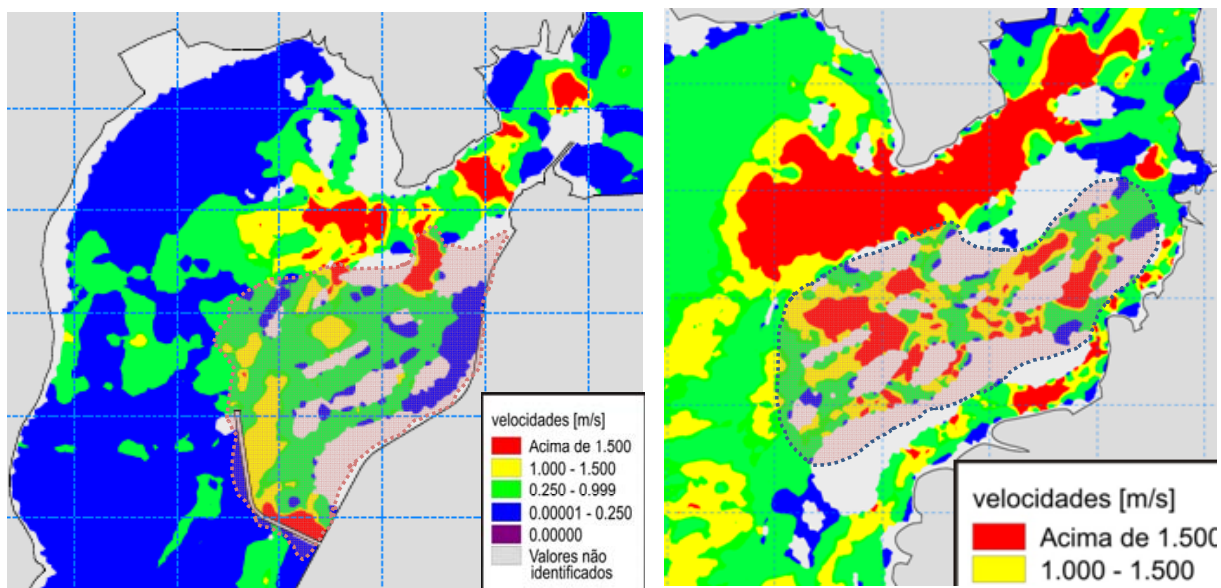 velocidades [m/s]
Acima de 1.500
1.000 - 1.500
0.250 - 0.999
0.00001 - 0.250
0.00000
Valores não
identificados
velocidades [m/s]
Acima de 1.500
1.000 - 1.500